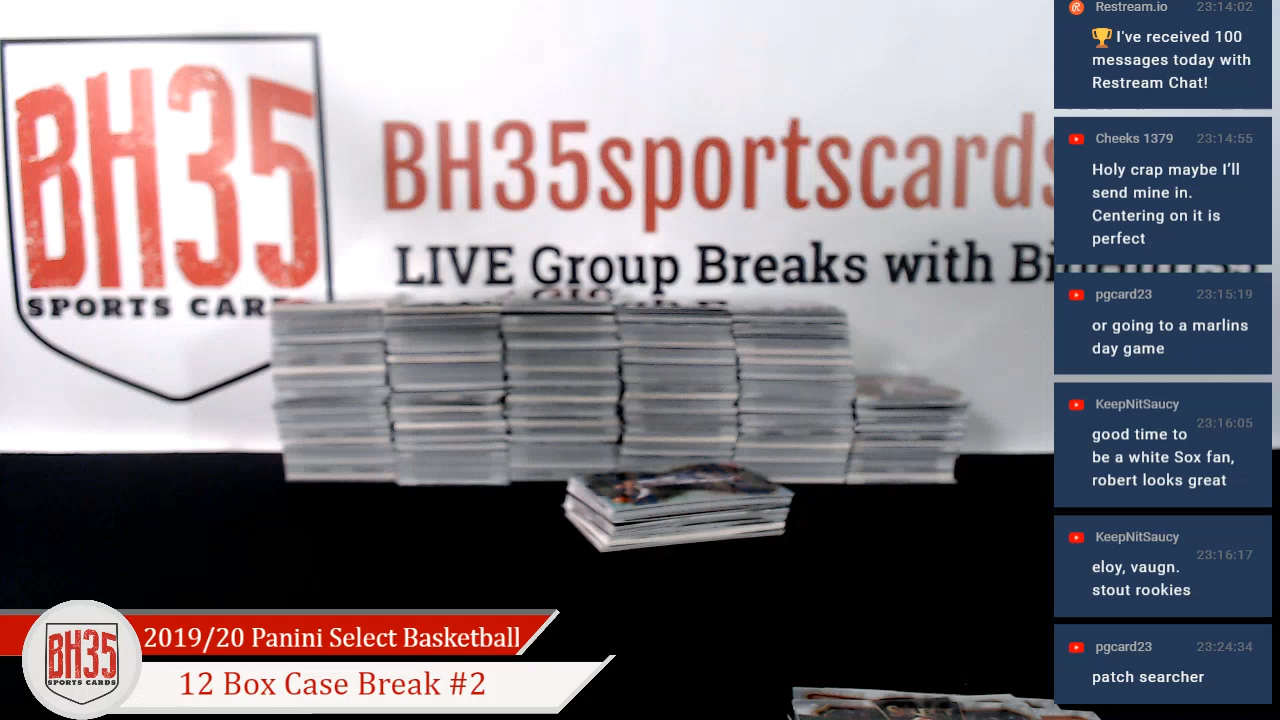 BH35
SPORTS CAR
BH35sportscards
LIVE Group Breaks with
Restream.io 23:14:02
🏆 I've received 100
messages today with
Restream Chat!
Cheeks 1379 23:14:55
Holy crap maybe I'll
send mine in.
Centering on it is
perfect
pgcard23 23:15:19
or going to a marlins
day game
KeepNitSaucy 23:16:05
good time to
be a white Sox fan,
robert looks great
KeepNitSaucy 23:16:17
eloy, vaugn.
stout rookies
pgcard23 23:24:34
patch searcher
BH35
SPORTS CARDS
2019/20 Panini Select Basketball
12 Box Case Break #2